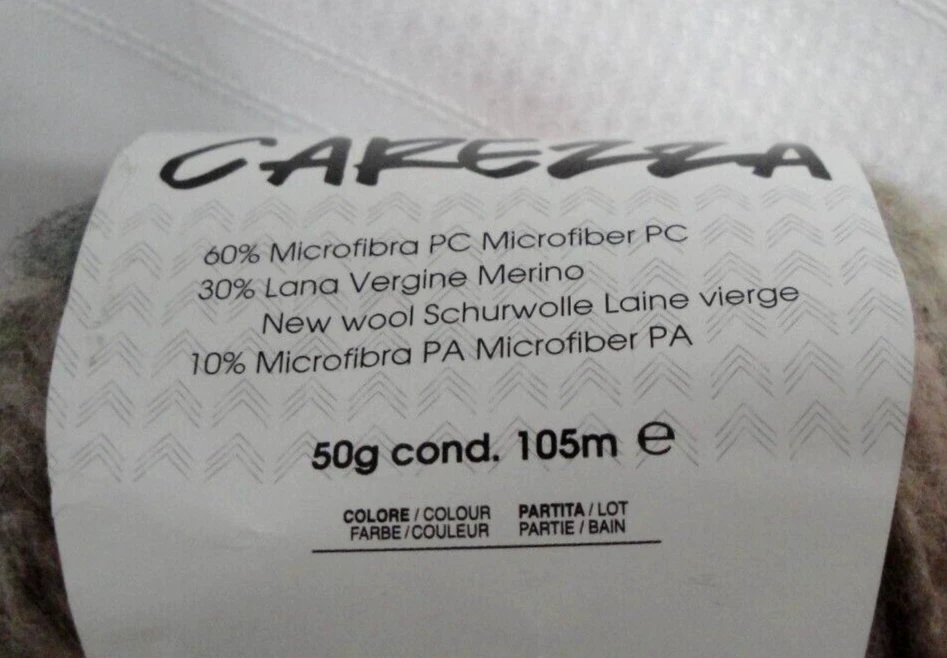 CAREZZA
60% Microfibra PC Microfiber PC
30% Lana Vergine Merino
New wool Schurwolle Laine vierge
10% Microfibra PA Microfiber PA
50g cond. 105m ℮
COLORE / COLOUR PARTITA / LOT
FARBE / COULEUR PARTIE / BAIN